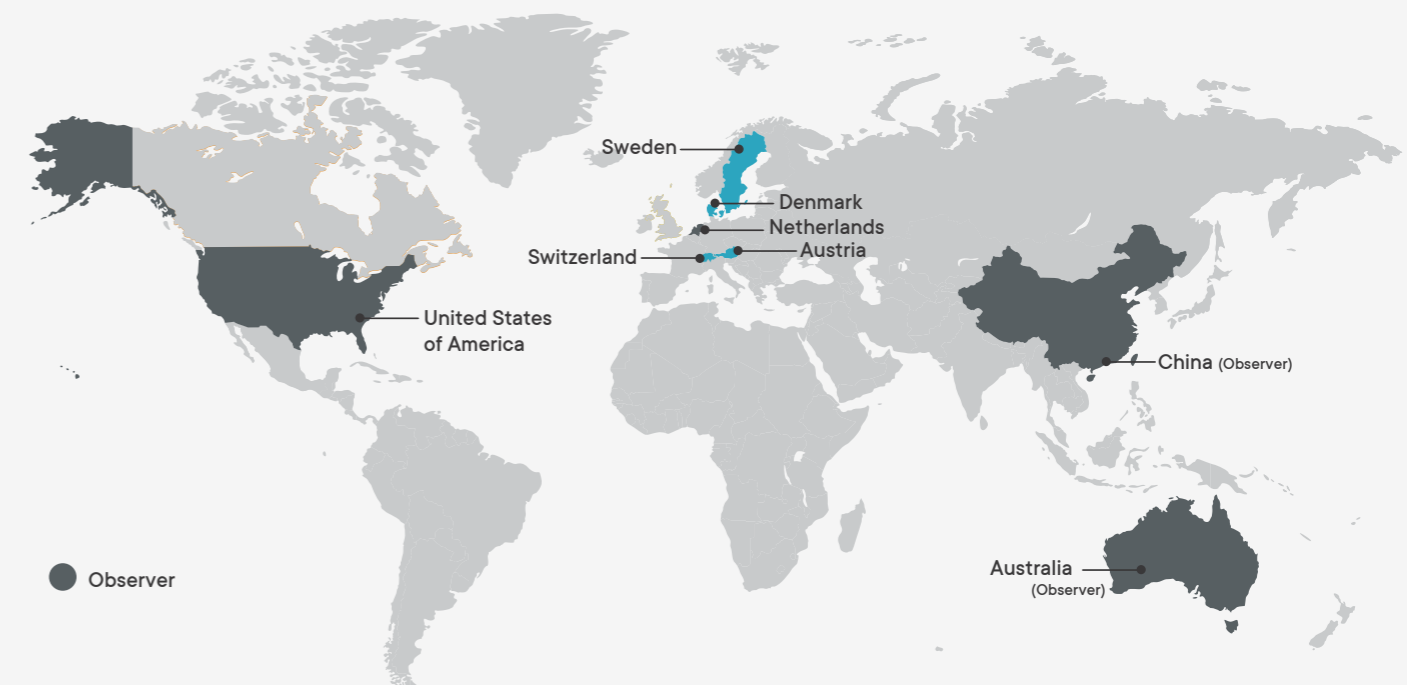 Sweden
Denmark
Netherlands
Austria
Switzerland
United States
of America
China (Observer)
Australia
(Observer)
Observer